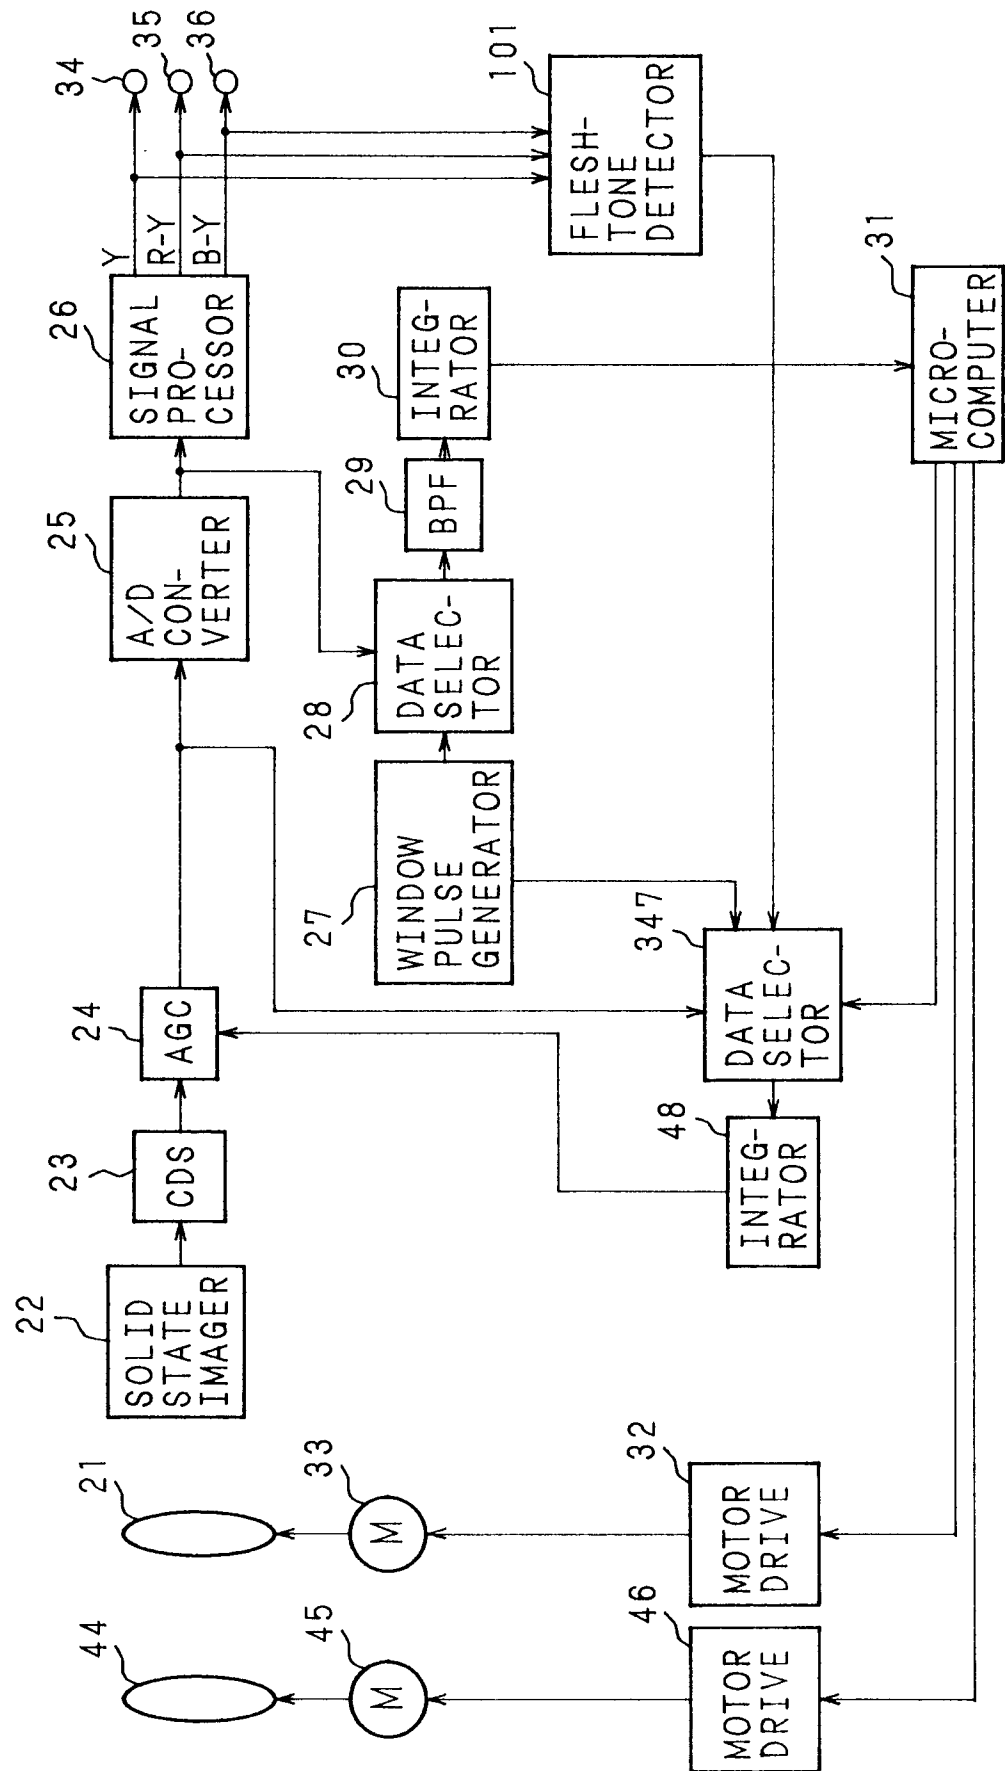 44
21
22
SOLID
STATE
IMAGER
23
CDS
24
AGC
25
A/D
CON-
VERTER
26
SIGNAL
PRO-
CESSOR
Y
R-Y
B-Y
34
35
36
45
M
33
M
27
WINDOW
PULSE
GENERATOR
28
DATA
SELEC-
TOR
29
BPF
30
INTEG-
RATOR
101
FLESH-
TONE
DETECTOR
46
MOTOR
DRIVE
32
MOTOR
DRIVE
48
INTEG-
RATOR
347
DATA
SELEC-
TOR
31
MICRO-
COMPUTER